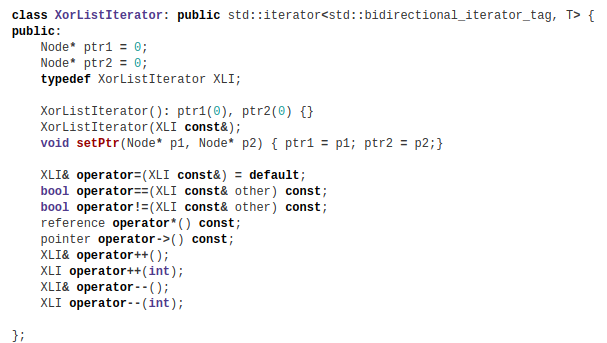 class XorListIterator: public std::iterator<std::bidirectional_iterator_tag, T> {
public:
    Node* ptr1 = 0;
    Node* ptr2 = 0;
    typedef XorListIterator XLI;

    XorListIterator(): ptr1(0), ptr2(0) {}
    XorListIterator(XLI const&);
    void setPtr(Node* p1, Node* p2) { ptr1 = p1; ptr2 = p2;}

    XLI& operator=(XLI const&) = default;
    bool operator==(XLI const& other) const;
    bool operator!=(XLI const& other) const;
    reference operator*() const;
    pointer operator->() const;
    XLI& operator++();
    XLI operator++(int);
    XLI& operator--();
    XLI operator--(int);

};